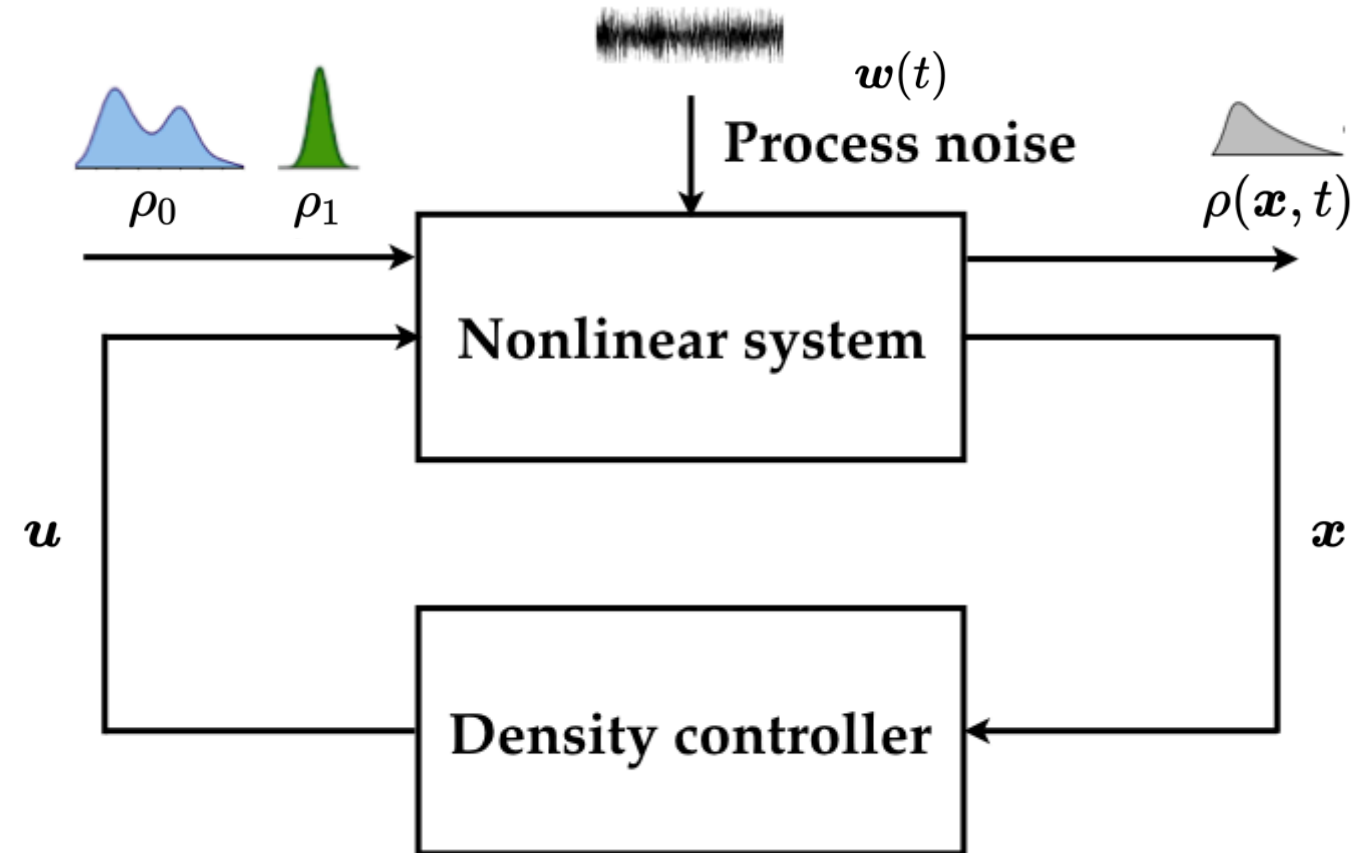 w(t)
Process noise
ρ₀ ρ₁ ρ(x, t)
Nonlinear system
u x
Density controller